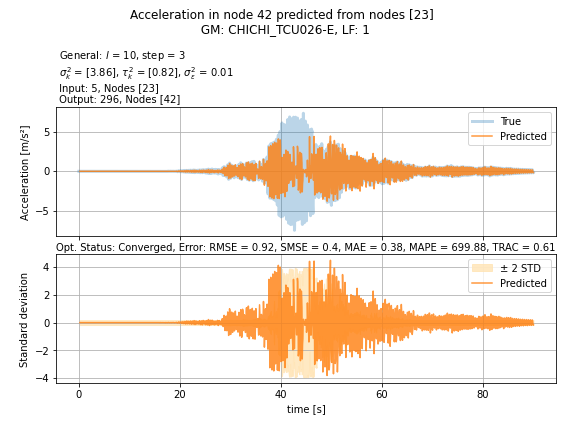 Acceleration in node 42 predicted from nodes [23]
GM: CHICHI_TCU026-E, LF: 1
General: l = 10, step = 3
σ²ₖ = [3.86], τ²ₖ = [0.82], σ²ε = 0.01
Input: 5, Nodes [23]
Output: 296, Nodes [42]
Acceleration [m/s²]
5
0
−5
True
Predicted
Opt. Status: Converged, Error: RMSE = 0.92, SMSE = 0.4, MAE = 0.38, MAPE = 699.88, TRAC = 0.61
Standard deviation
4
2
0
−2
−4
± 2 STD
Predicted
0 20 40 60 80
time [s]